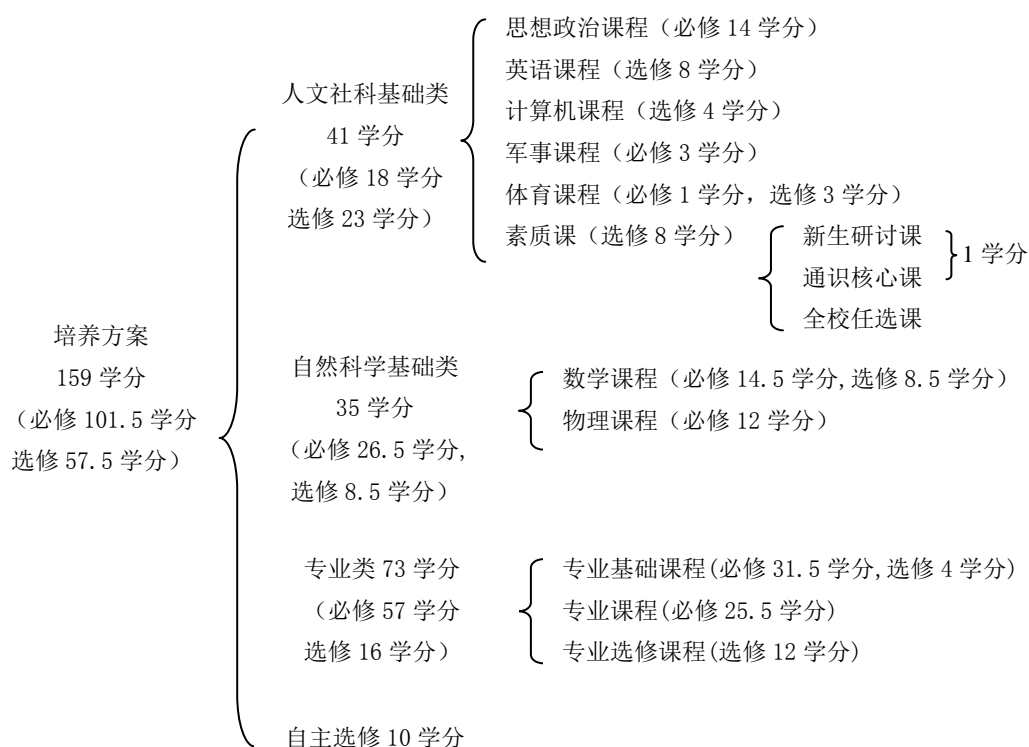 培养方案
159 学分
（必修 101.5 学分
选修 57.5 学分）
人文社科基础类
41 学分
（必修 18 学分
选修 23 学分）
思想政治课程（必修 14 学分）
英语课程（选修 8 学分）
计算机课程（选修 4 学分）
军事课程（必修 3 学分）
体育课程（必修 1 学分，选修 3 学分）
素质课（选修 8 学分）
新生研讨课
通识核心课
1 学分
全校任选课
自然科学基础类
35 学分
（必修 26.5 学分,
选修 8.5 学分）
数学课程（必修 14.5 学分,选修 8.5 学分）
物理课程（必修 12 学分）
专业类 73 学分
（必修 57 学分
选修 16 学分）
专业基础课程(必修 31.5 学分,选修 4 学分)
专业课程(必修 25.5 学分)
专业选修课程(选修 12 学分)
自主选修 10 学分